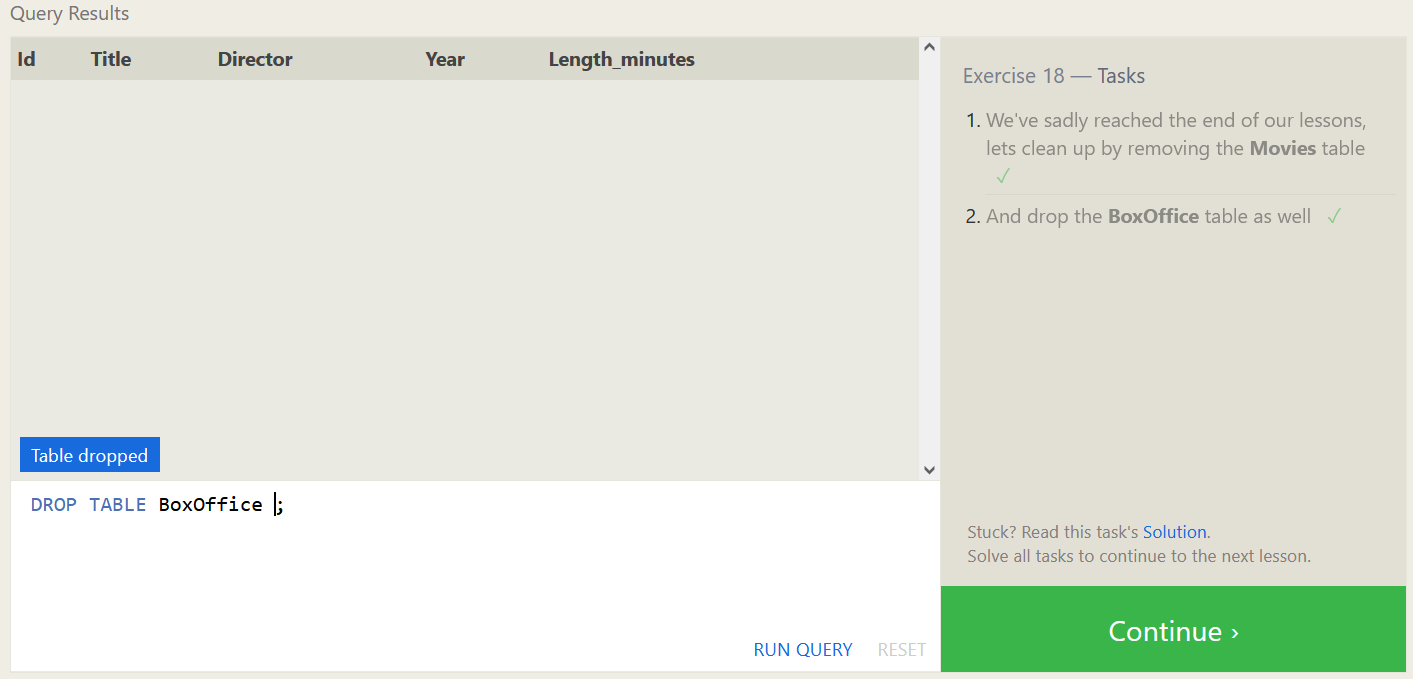 Query Results
Id Title Director Year Length_minutes
Table dropped
DROP TABLE BoxOffice ;
RUN QUERY RESET
Exercise 18 — Tasks
1. We've sadly reached the end of our lessons,
lets clean up by removing the Movies table
✓
2. And drop the BoxOffice table as well ✓
Stuck? Read this task's Solution.
Solve all tasks to continue to the next lesson.
Continue ›